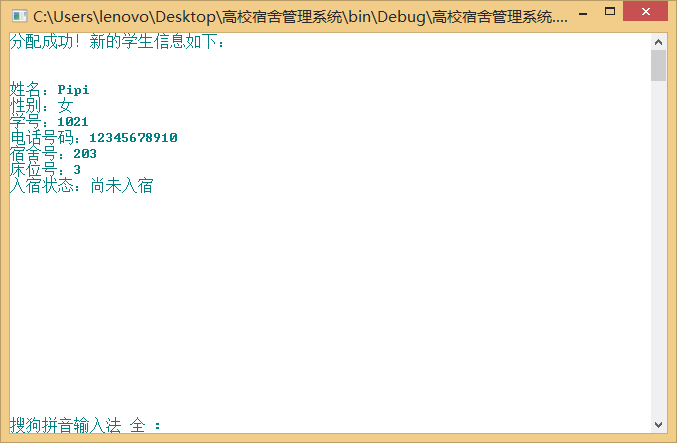 C:\Users\lenovo\Desktop\高校宿舍管理系统\bin\Debug\高校宿舍管理系统....
分配成功！新的学生信息如下：
姓名：Pipi
性别：女
学号：1021
电话号码：12345678910
宿舍号：203
床位号：3
入宿状态：尚未入宿
搜狗拼音输入法 全 ：